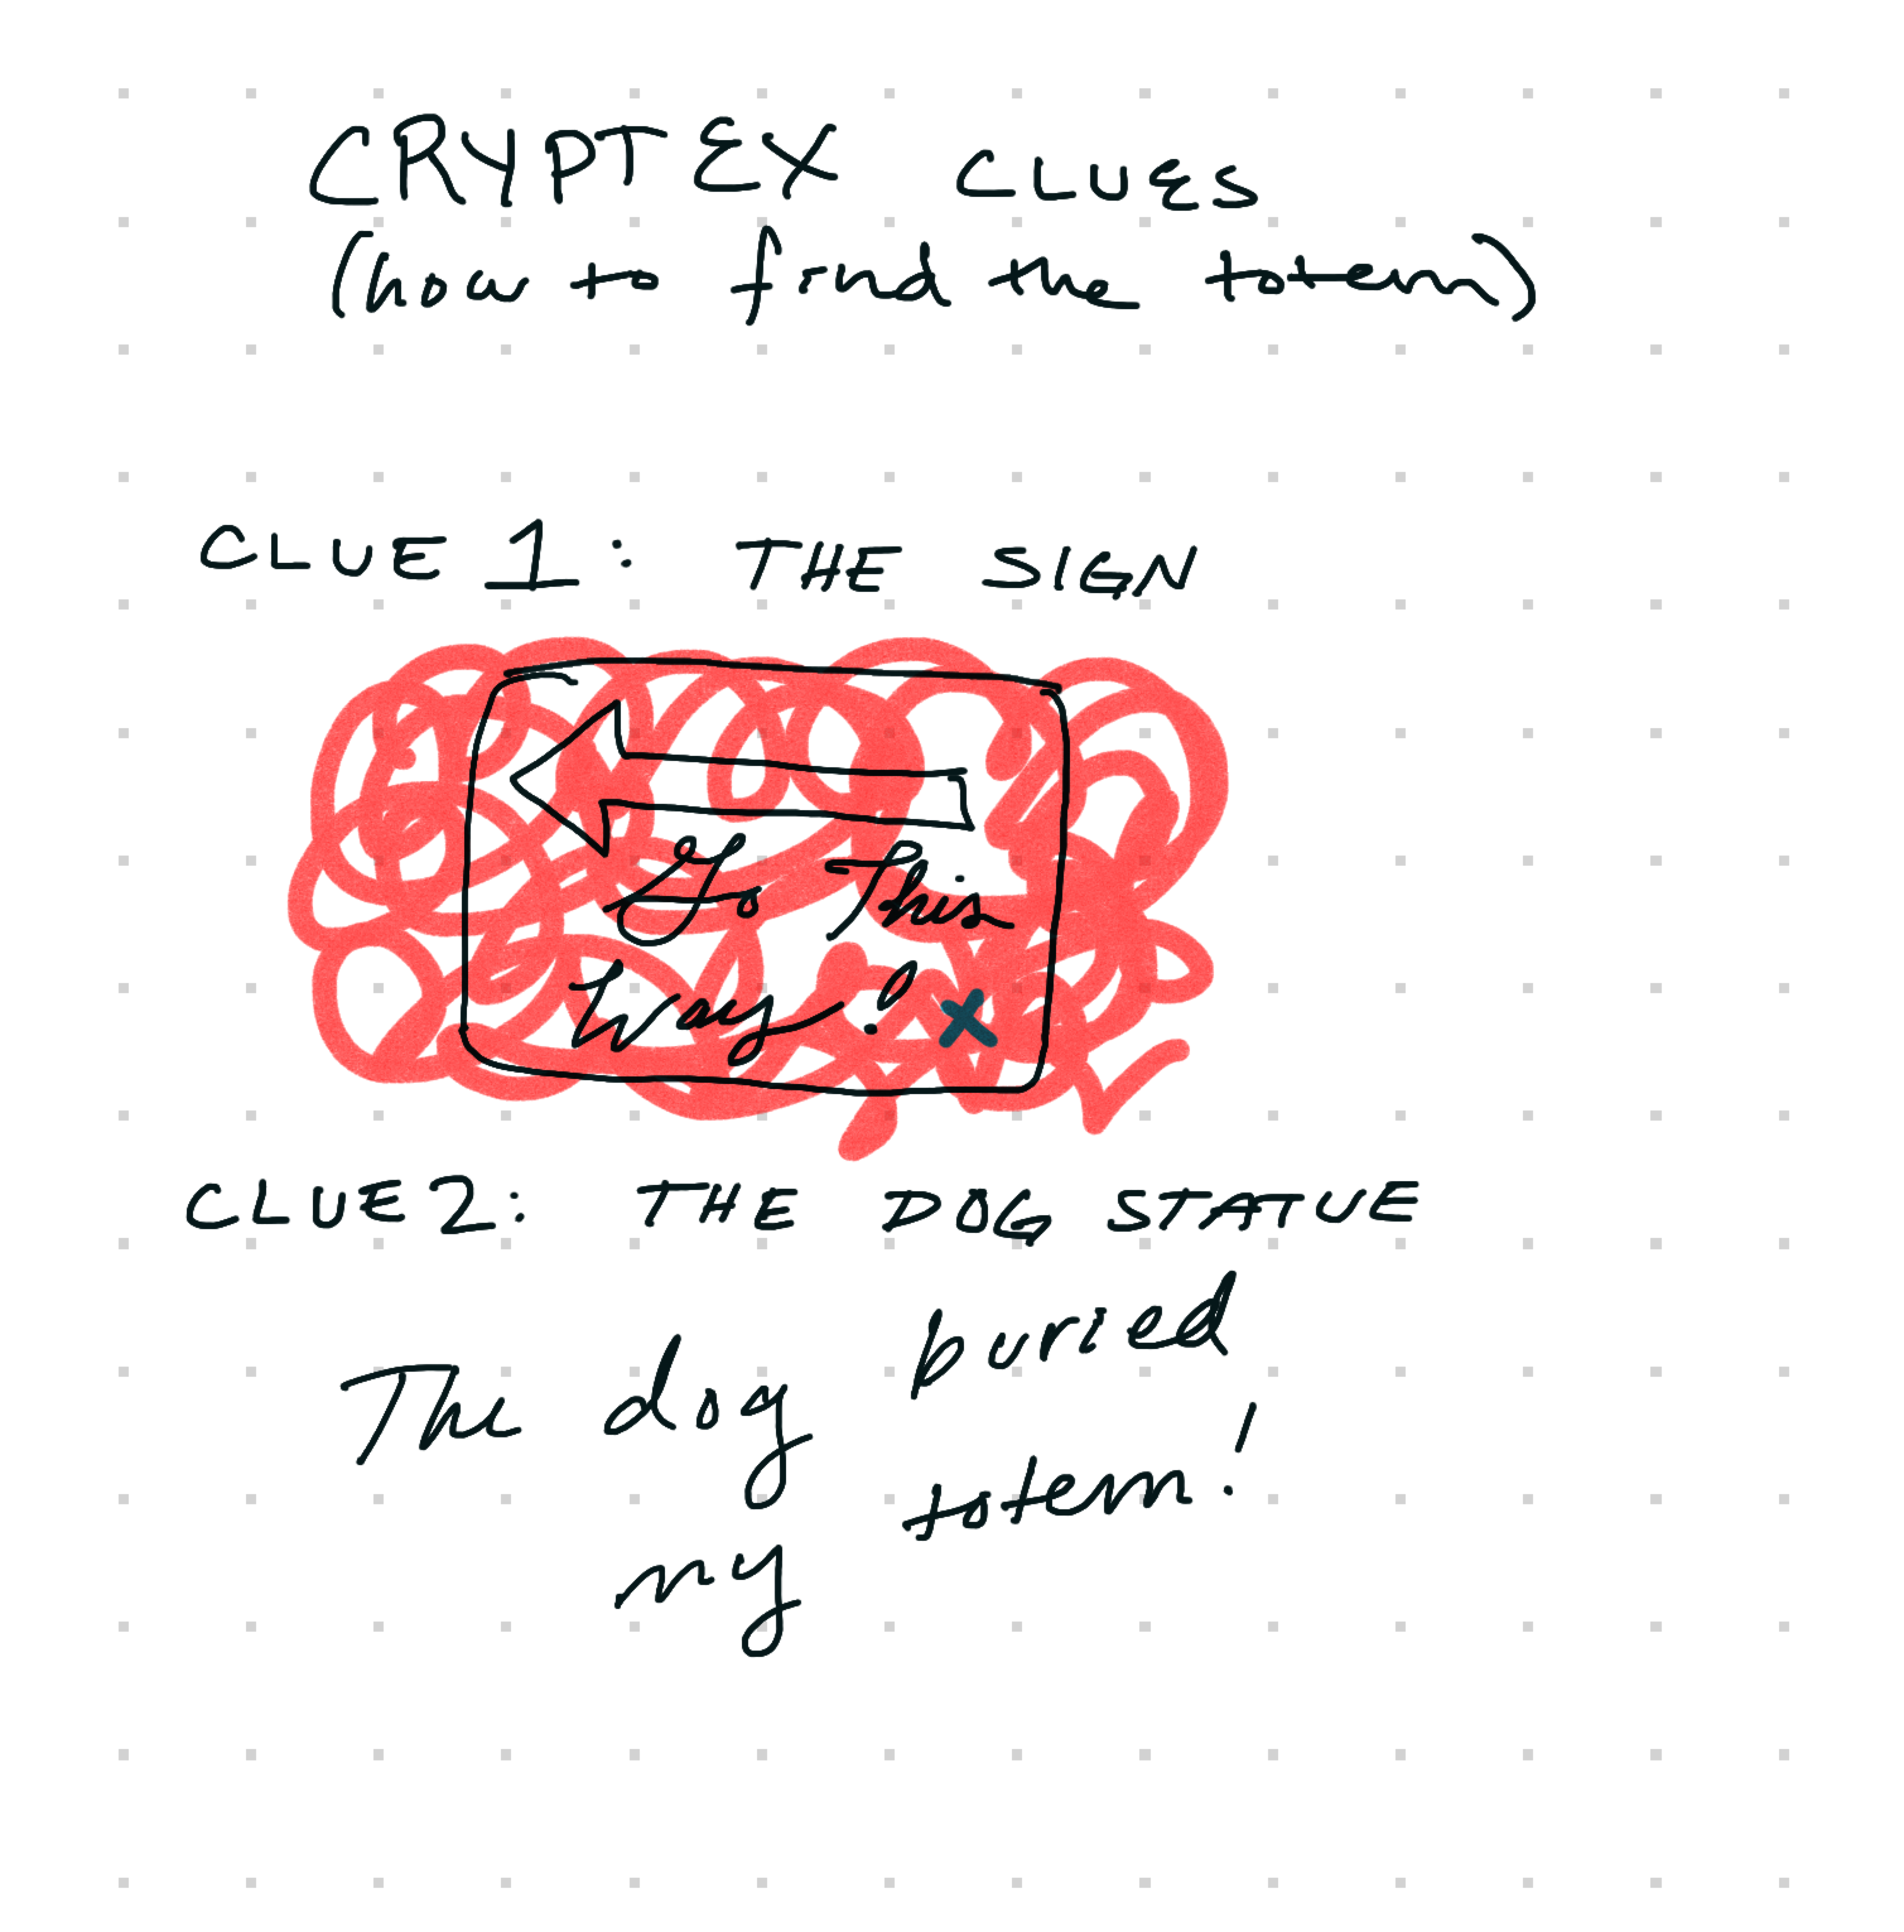 CRYPTEX CLUES
(how to find the totem)
CLUE 1: THE SIGN
Go This
Way!
CLUE 2: THE DOG STATUE
The dog buried
my totem!